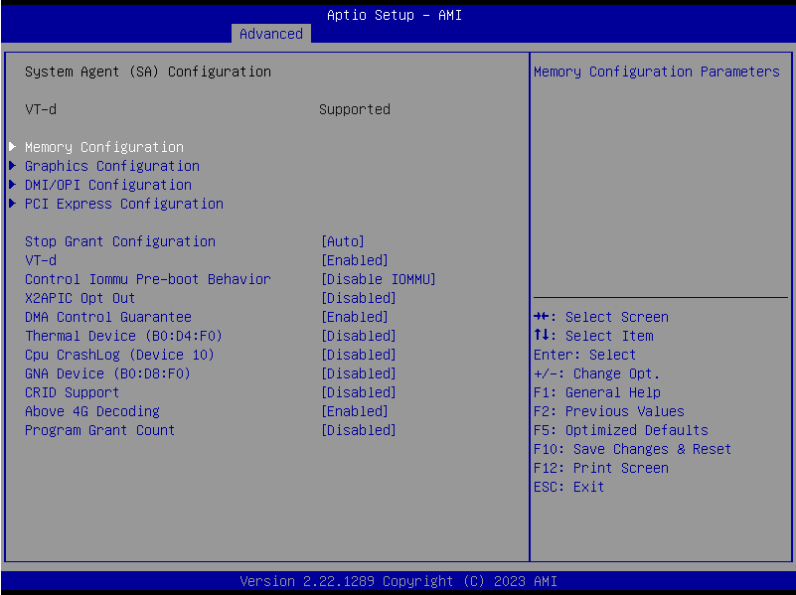 Aptio Setup - AMI
Advanced
System Agent (SA) Configuration
VT-d Supported
Memory Configuration
Graphics Configuration
DMI/OPI Configuration
PCI Express Configuration
Stop Grant Configuration [Auto]
VT-d [Enabled]
Control Iommu Pre-boot Behavior [Disable IOMMU]
X2APIC Opt Out [Disabled]
DMA Control Guarantee [Enabled]
Thermal Device (B0:D4:F0) [Disabled]
Cpu CrashLog (Device 10) [Disabled]
GNA Device (B0:D8:F0) [Disabled]
CRID Support [Disabled]
Above 4G Decoding [Enabled]
Program Grant Count [Disabled]
Memory Configuration Parameters
→←: Select Screen
↑↓: Select Item
Enter: Select
+/-: Change Opt.
F1: General Help
F2: Previous Values
F5: Optimized Defaults
F10: Save Changes & Reset
F12: Print Screen
ESC: Exit
Version 2.22.1289 Copyright (C) 2023 AMI